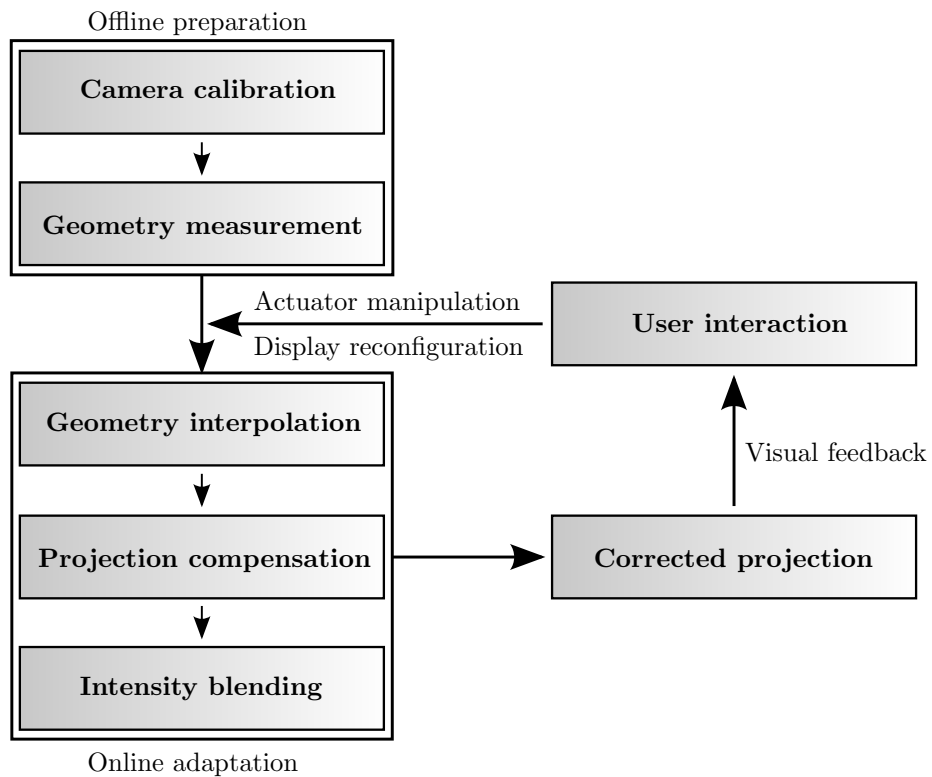 Offline preparation
Camera calibration
Geometry measurement
Actuator manipulation
User interaction
Display reconfiguration
Geometry interpolation
Visual feedback
Projection compensation
Corrected projection
Intensity blending
Online adaptation